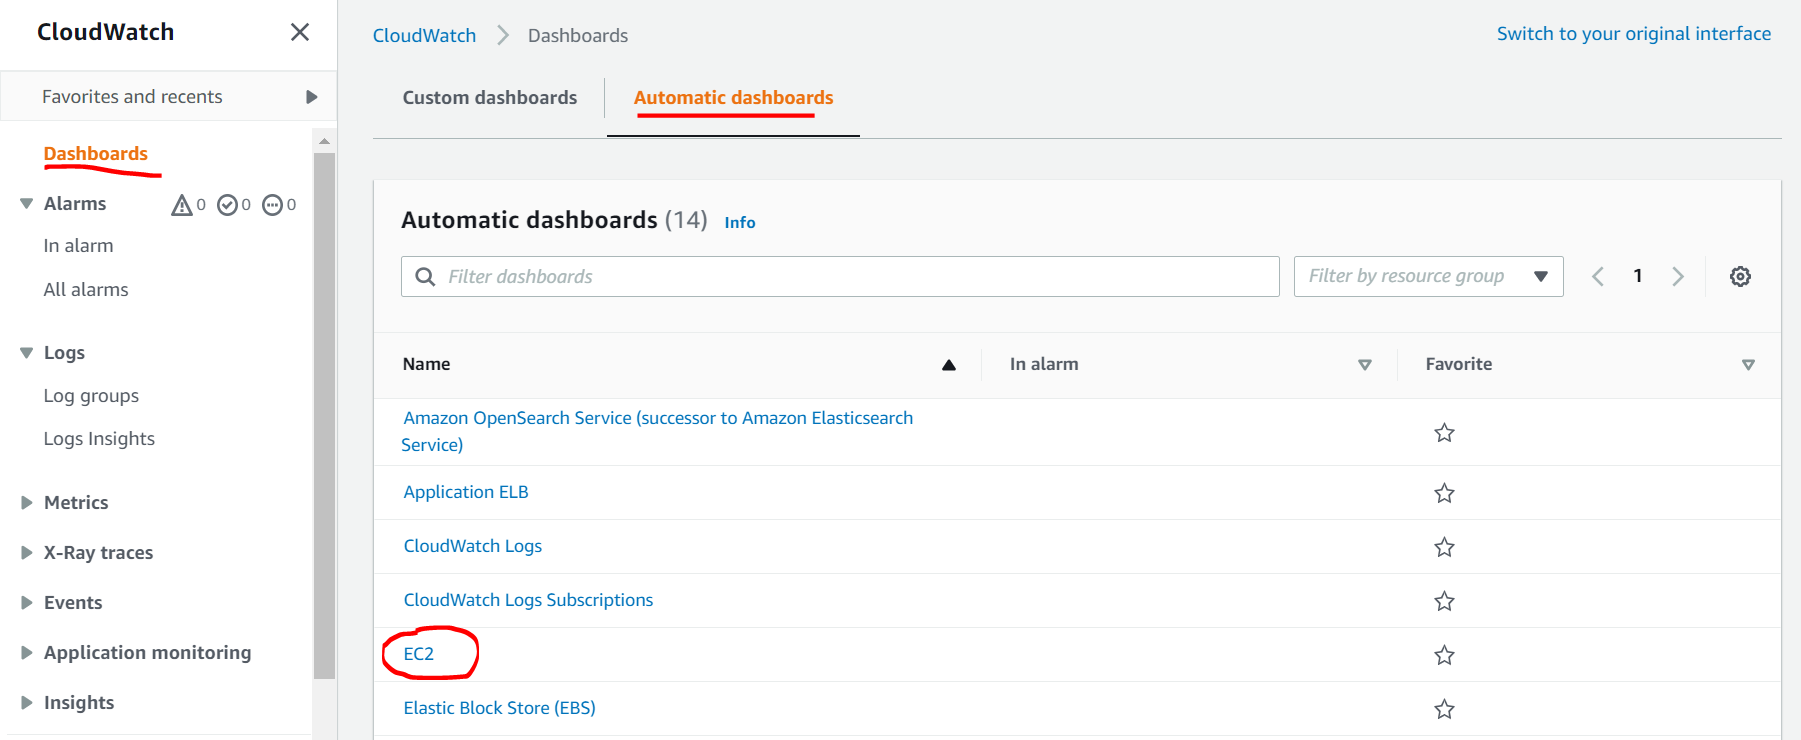 CloudWatch
Favorites and recents
Dashboards
Alarms 0 0 0
In alarm
All alarms
Logs
Log groups
Logs Insights
Metrics
X-Ray traces
Events
Application monitoring
Insights
CloudWatch Dashboards
Switch to your original interface
Custom dashboards Automatic dashboards
Automatic dashboards (14) Info
Filter dashboards Filter by resource group 1
Name In alarm Favorite
Amazon OpenSearch Service (successor to Amazon Elasticsearch
Service)
Application ELB
CloudWatch Logs
CloudWatch Logs Subscriptions
EC2
Elastic Block Store (EBS)